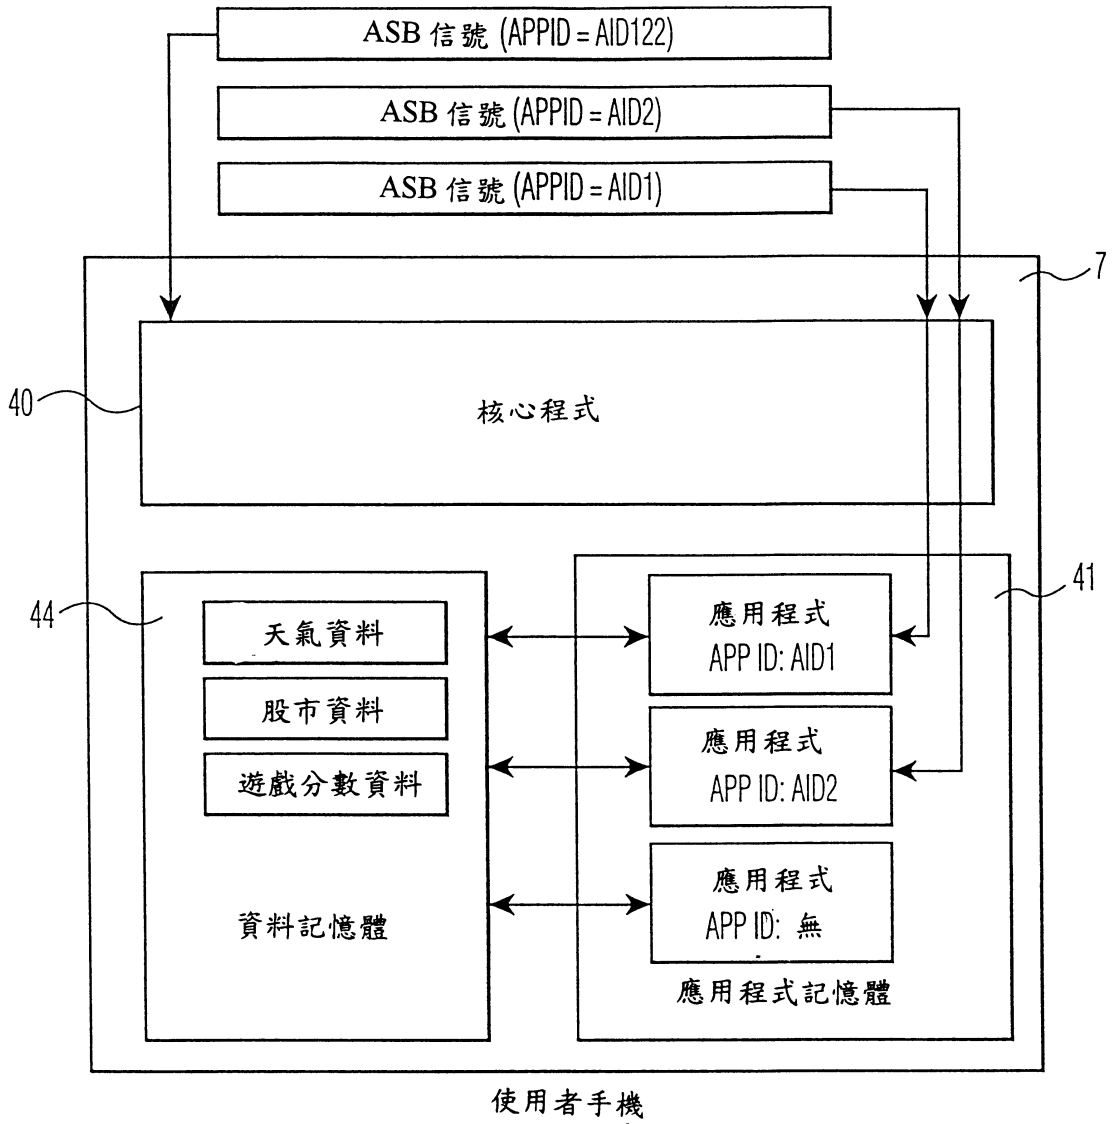 ASB 信號 (APPID = AID122)
ASB 信號 (APPID = AID2)
ASB 信號 (APPID = AID1)
7
40
核心程式
44
41
天氣資料
股市資料
遊戲分數資料
資料記憶體
應用程式
APP ID: AID1
應用程式
APP ID: AID2
應用程式
APP ID: 無
應用程式記憶體
使用者手機